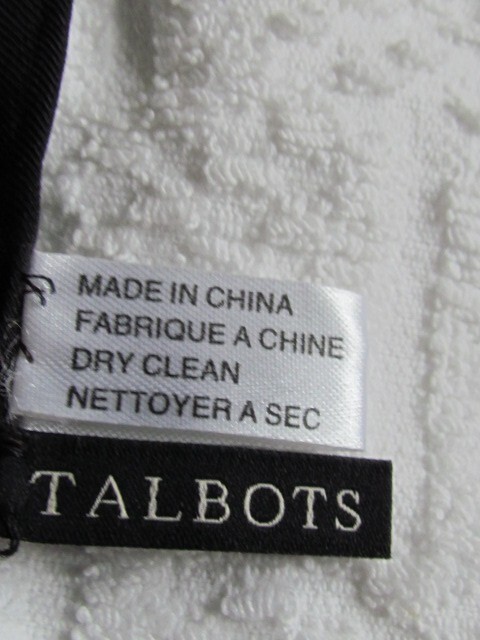 MADE IN CHINA
FABRIQUE A CHINE
DRY CLEAN
NETTOYER A SEC
TALBOTS